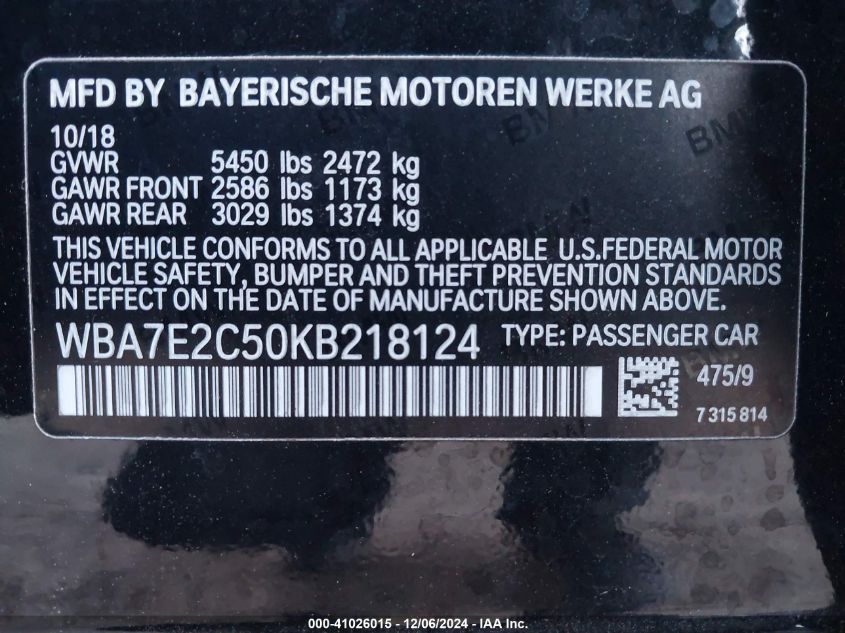 MFD BY BAYERISCHE MOTOREN WERKE AG
10/18
GVWR 5450 lbs 2472 kg
GAWR FRONT 2586 lbs 1173 kg
GAWR REAR 3029 lbs 1374 kg
THIS VEHICLE CONFORMS TO ALL APPLICABLE U.S.FEDERAL MOTOR
VEHICLE SAFETY, BUMPER AND THEFT PREVENTION STANDARDS
IN EFFECT ON THE DATE OF MANUFACTURE SHOWN ABOVE.
WBA7E2C50KB218124 TYPE: PASSENGER CAR
475/9
7 315 814
000-41026015 - 12/06/2024 - IAA Inc.